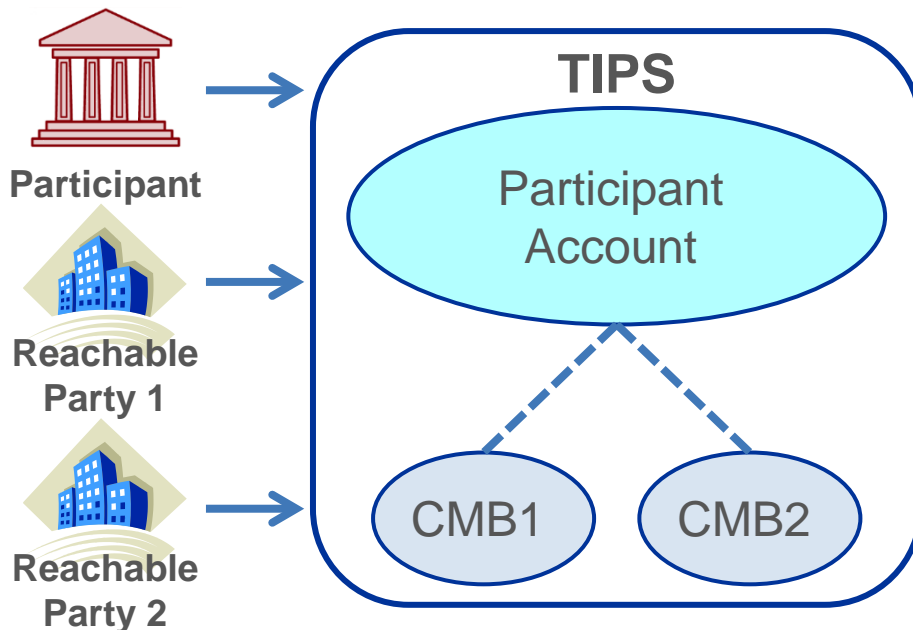 TIPS
Participant
Account
Participant
Reachable
Party 1
Reachable
Party 2
CMB1
CMB2